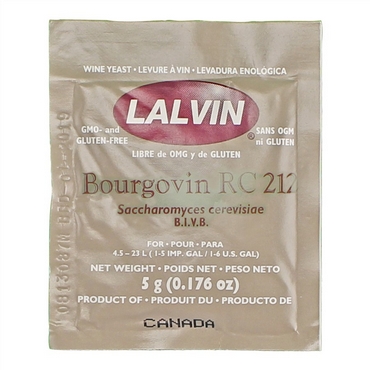 WINE YEAST • LEVURE À VIN • LEVADURA ENOLÓGICA
LALVIN
®
GMO- and
GLUTEN-FREE
SANS OGM
ni GLUTEN
LIBRE de OMG y de GLUTEN
Bourgovin RC 212
Saccharomyces cerevisiae
B.I.V.B.
FOR • POUR • PARA
4.5 – 23 L ( 1-5 IMP. GAL / 1-6 U.S. GAL)
NET WEIGHT • POIDS NET • PESO NETO
5 g (0.176 oz)
PRODUCT OF • PRODUIT DU • PRODUCTO DE
CANADA